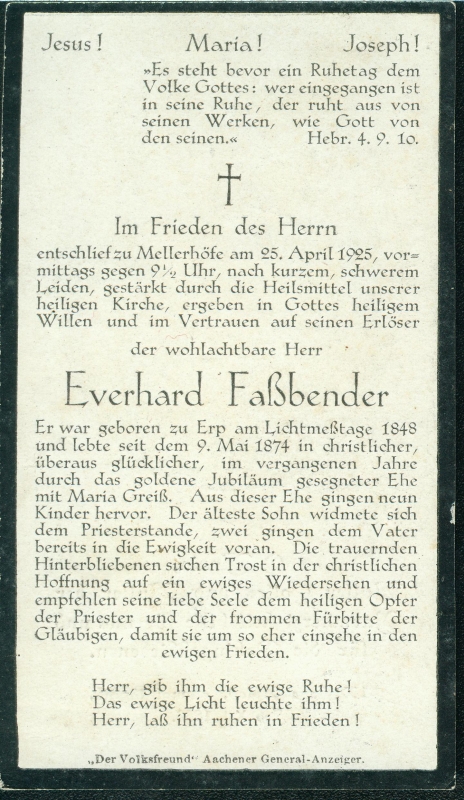 Jesus! Maria! Joseph!
»Es steht bevor ein Ruhetag dem
Volke Gottes: wer eingegangen ist
in seine Ruhe, der ruht aus von
seinen Werken, wie Gott von
den seinen.« Hebr. 4. 9. 10.
Im Frieden des Herrn
entschlief zu Mellerhöfe am 25. April 1925, vor=
mittags gegen 9½ Uhr, nach kurzem, schwerem
Leiden, gestärkt durch die Heilsmittel unserer
heiligen Kirche, ergeben in Gottes heiligem
Willen und im Vertrauen auf seinen Erlöser
der wohlachtbare Herr
Everhard Faßbender
Er war geboren zu Erp am Lichtmeßtage 1848
und lebte seit dem 9. Mai 1874 in christlicher,
überaus glücklicher, im vergangenen Jahre
durch das goldene Jubiläum gesegneter Ehe
mit Maria Greiß. Aus dieser Ehe gingen neun
Kinder hervor. Der älteste Sohn widmete sich
dem Priesterstande, zwei gingen dem Vater
bereits in die Ewigkeit voran. Die trauernden
Hinterbliebenen suchen Trost in der christlichen
Hoffnung auf ein ewiges Wiedersehen und
empfehlen seine liebe Seele dem heiligen Opfer
der Priester und der frommen Fürbitte der
Gläubigen, damit sie um so eher eingehe in den
ewigen Frieden.
Herr, gib ihm die ewige Ruhe!
Das ewige Licht leuchte ihm!
Herr, laß ihn ruhen in Frieden!
„Der Volksfreund" Aachener General-Anzeiger.